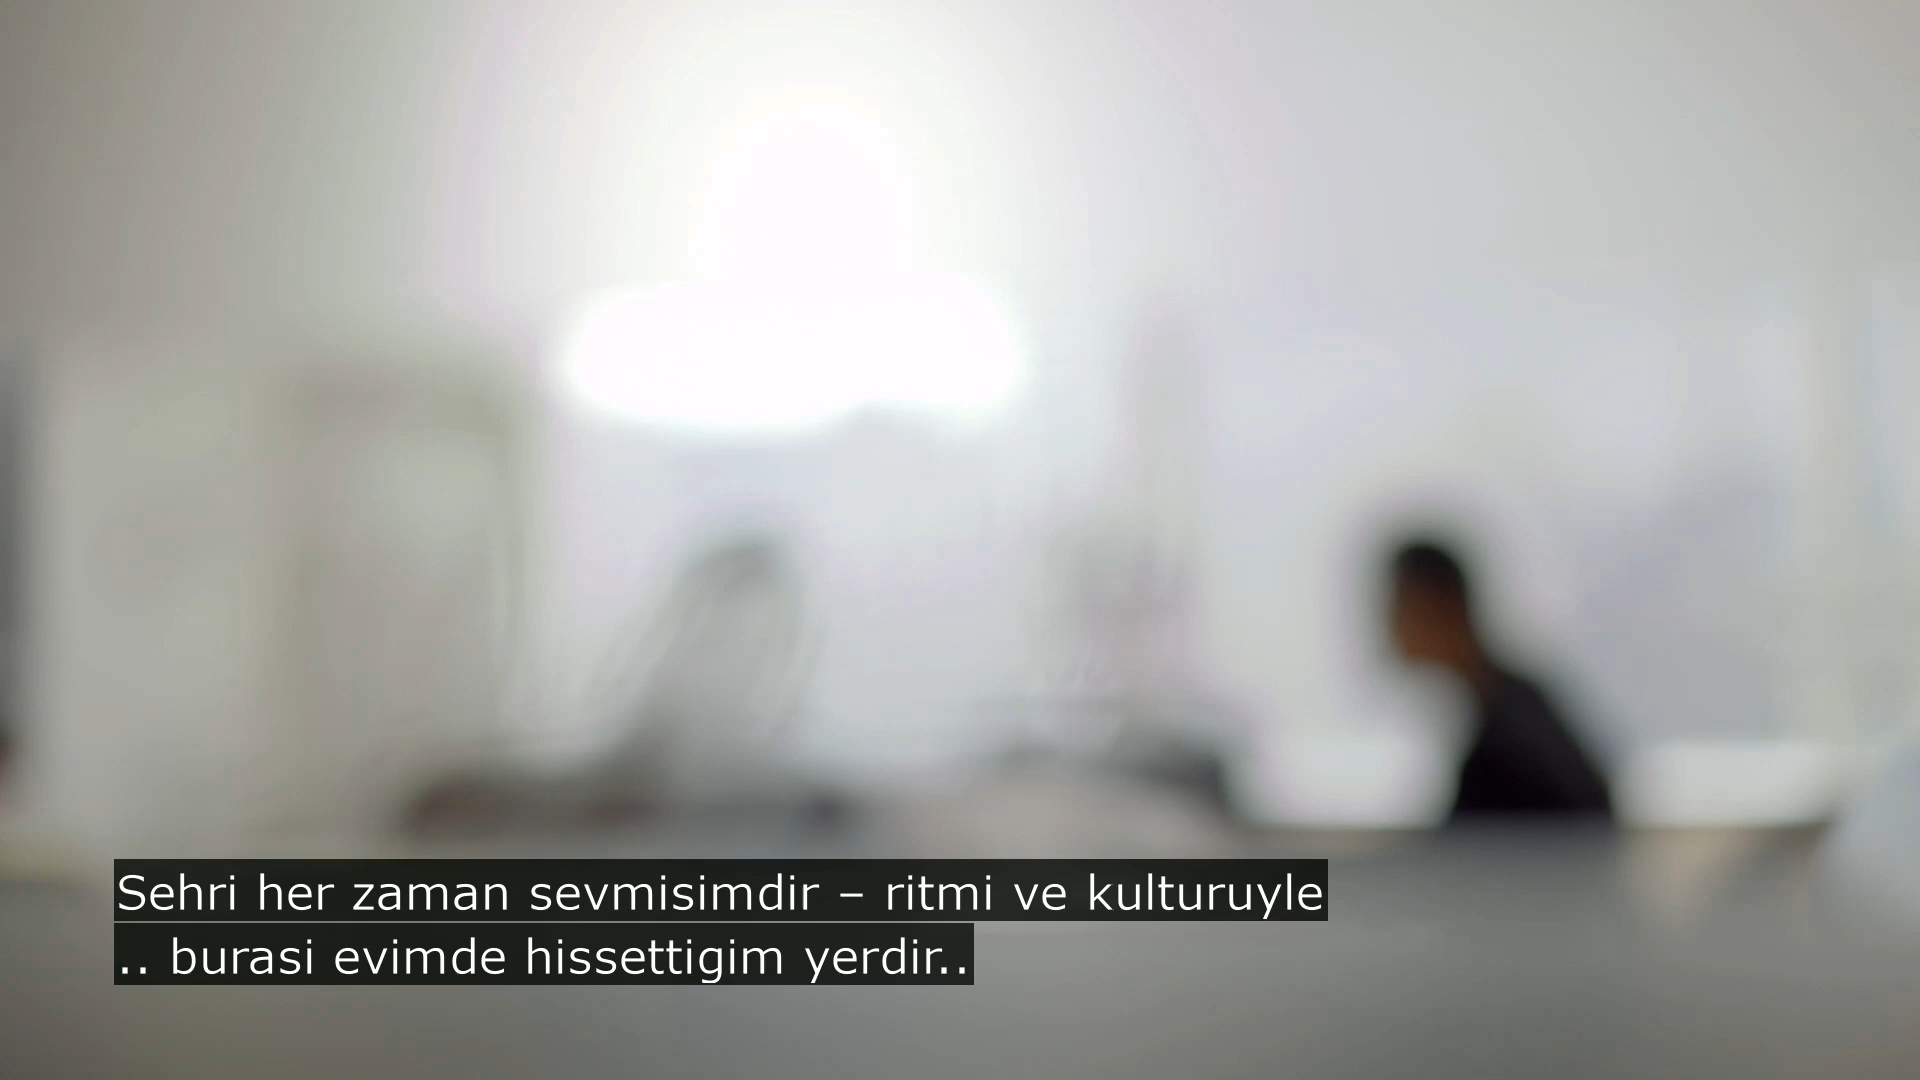 Sehri her zaman sevmisimdir – ritmi ve kulturuyle
.. burasi evimde hissettigim yerdir..